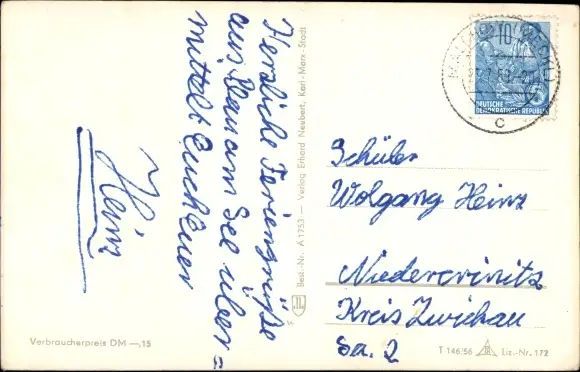 Herzliche Feriengrüße
aus Plau am See über=
mittelt Euch Euer
Heinz
Best.-Nr. A 1753 — Verlag Erhard Neubert, Karl-Marx-Stadt
10
DEUTSCHE
DEMOKRATISCHE REPUBLIK
C
Schüler
Wolfgang Heinz
Niedercrinitz
Kreis Zwickau
Sa. 2
Verbraucherpreis DM —,15
T 146/56 Liz.-Nr. 172